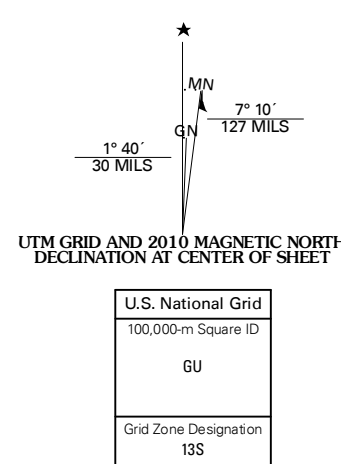 MN
GN
7° 10´
127 MILS
1° 40´
30 MILS
UTM GRID AND 2010 MAGNETIC NORTH
DECLINATION AT CENTER OF SHEET
U.S. National Grid
100,000-m Square ID
GU
Grid Zone Designation
13S